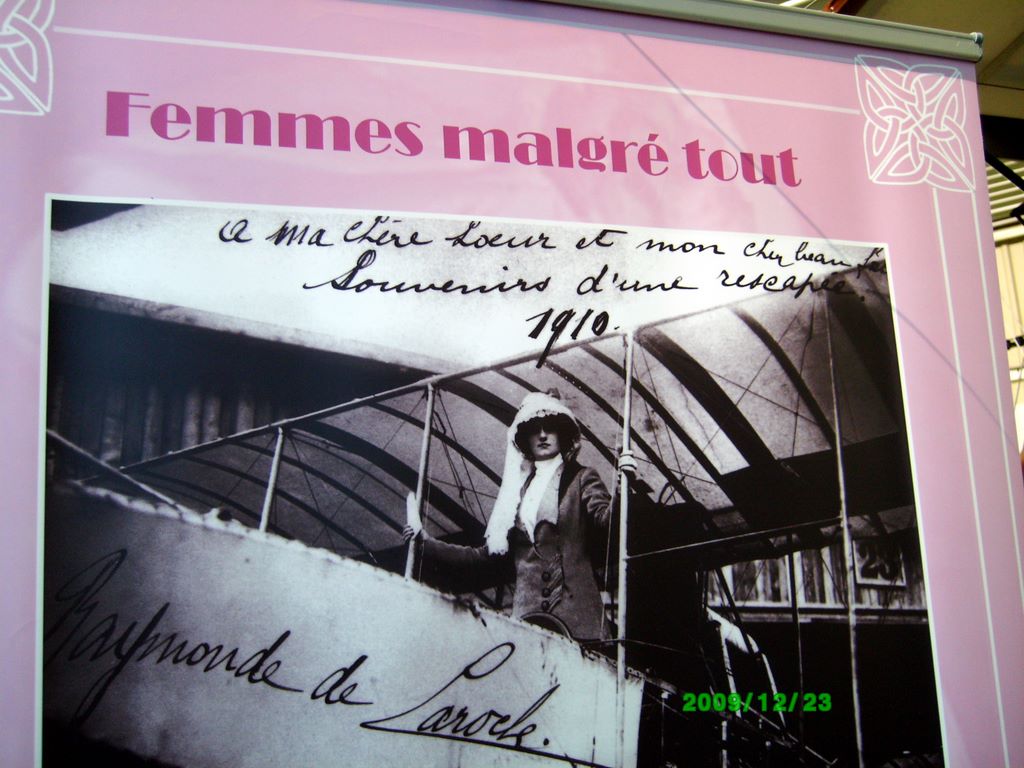 Femmes malgré tout
a ma Chère Soeur et mon cher beau
Souvenirs d'une rescapée.
1910.
Raymonde de Laroche.
2009/12/23